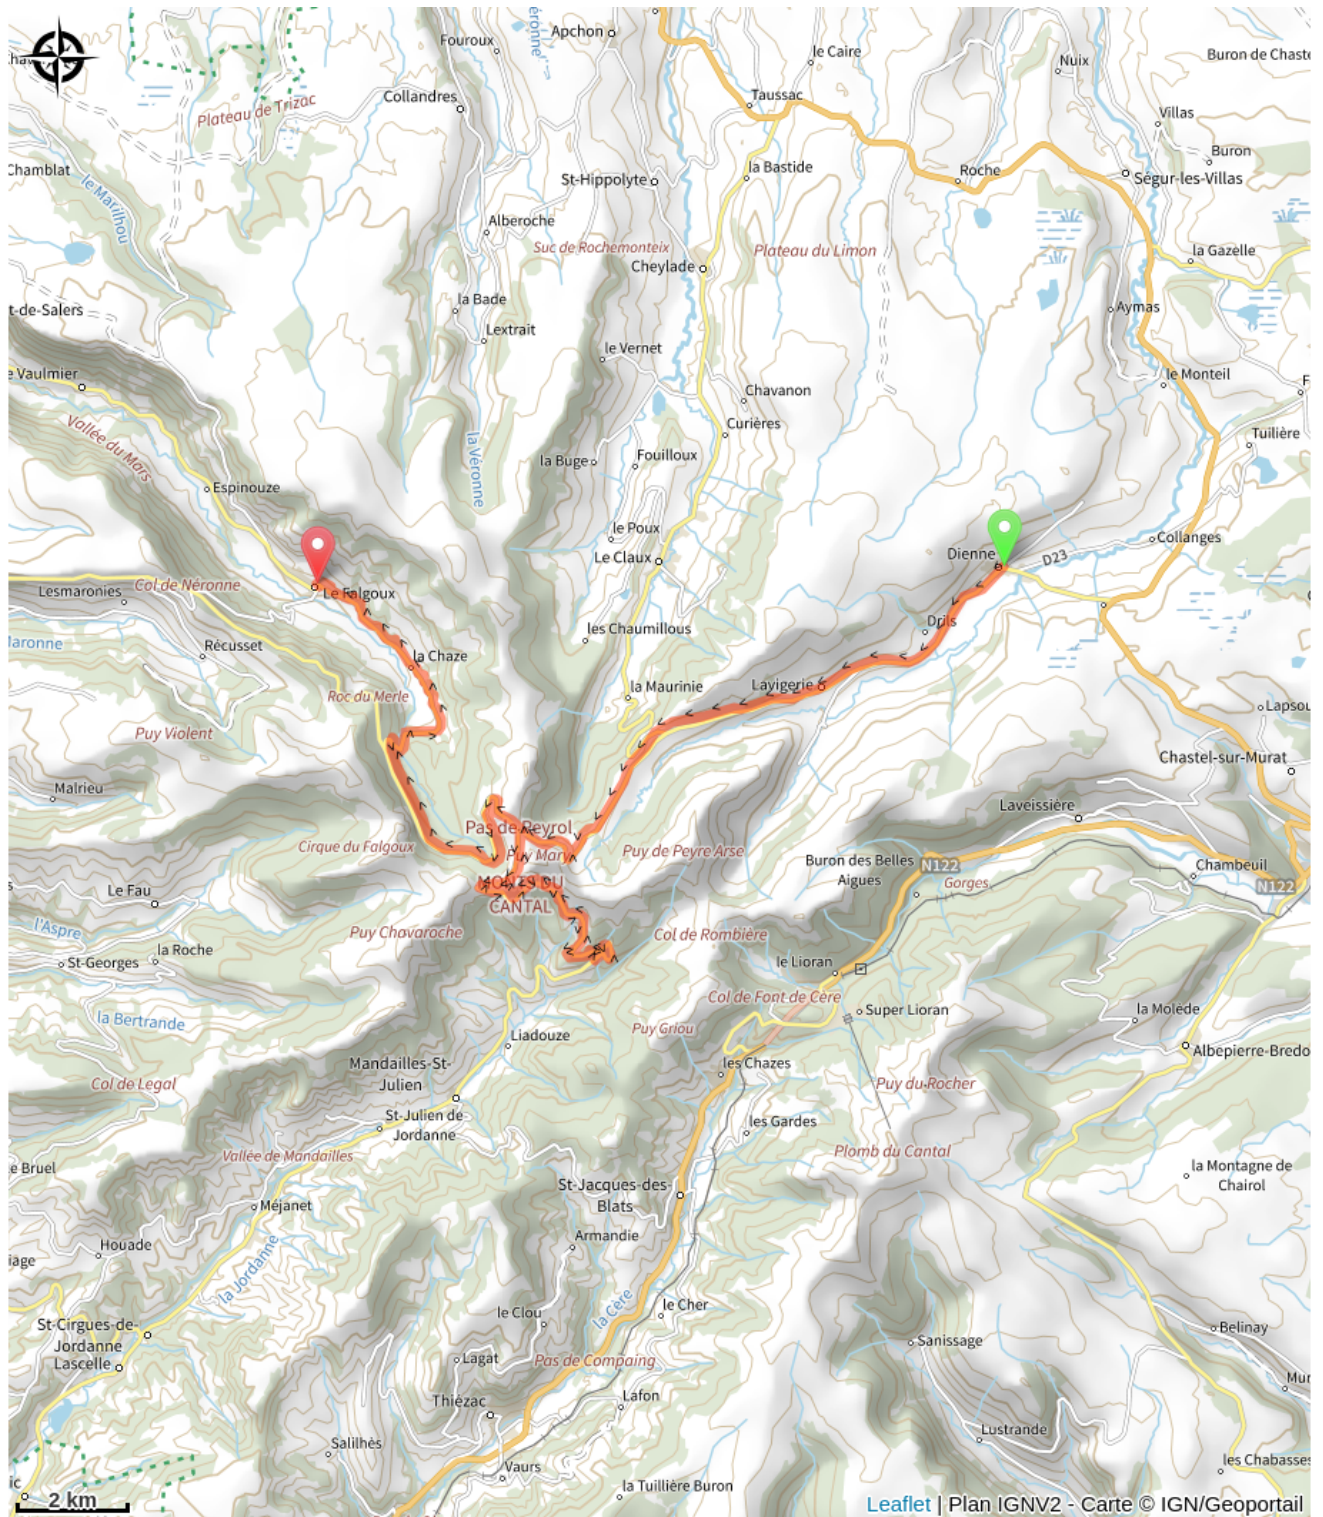 Fouroux
Apchon
le Caire
Nuix
Buron de Chaste
Collandres
Plateau de Trizac
Taussac
Villas
Chamblat
le Marilhou
la Bastide
Buron
St-Hippolyte
Roche
Ségur-les-Villas
Alberoche
Suc de Rochemonteix
Plateau du Limon
la Gazelle
Cheylade
la Bade
t-de-Salers
Lextrait
Aymas
le Vernet
e Vaulmier
le Monteil
Chavanon
Vallée du Mars
Curières
Tuilière
la Véronne
la Buge
Fouilloux
Espinouze
le Poux
Le Claux
Dienne
D23
Collanges
Col de Néronne
Lesmaronies
Le Falgoux
les Chaumillous
Drils
Maronne
Récusset
la Chaze
la Maurinie
Lavigerie
Roc du Merle
Puy Violent
Lapsou
Chastel-sur-Murat
Malrieu
Laveissière
Pas de Peyrol
Cirque du Falgoux
Puy Mary
Puy de Peyre Arse
Buron des Belles
Aigues
N122
Gorges
Chambeuil
N122
Le Fau
MONTS DU
CANTAL
l'Aspre
Puy Chavaroche
Col de Rombière
la Roche
St-Georges
le Lioran
Col de Font de Cère
Super Lioran
la Molède
la Bertrande
Liadouze
Puy Griou
Albepierre-Bredo
Mandailles-St-
Julien
les Chazes
Col de Legal
Puy du Rocher
St-Julien de
Jordanne
les Gardes
Vallée de Mandailles
Plomb du Cantal
e Bruel
la Montagne de
Chairol
St-Jacques-des-
Blats
Méjanet
Houade
Armandie
iage
la Jordanne
la Cère
le Cher
le Clou
St-Cirgues-de-
Jordanne
Lascelle
Belinay
Sanissage
Lagat
Pas de Compaing
Mur
Thiézac
Lafon
Salilhès
Lustrande
Vaurs
les Chabasses
la Tuillière Buron
ic
2 km
Leaflet | Plan IGNV2 - Carte © IGN/Geoportail